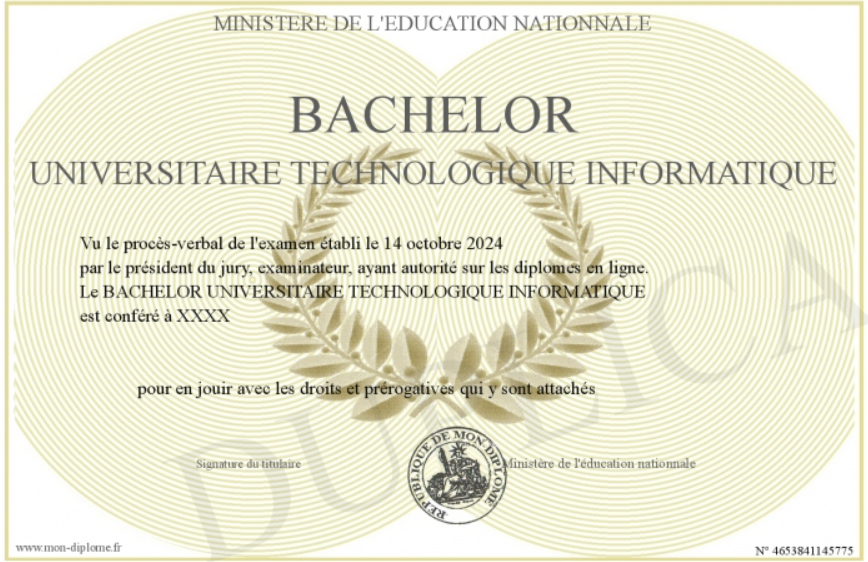 MINISTERE DE L'EDUCATION NATIONNALE
BACHELOR
UNIVERSITAIRE TECHNOLOGIQUE INFORMATIQUE
Vu le procès-verbal de l'examen établi le 14 octobre 2024
par le président du jury, examinateur, ayant autorité sur les diplomes en ligne.
Le BACHELOR UNIVERSITAIRE TECHNOLOGIQUE INFORMATIQUE
est conféré à XXXX
pour en jouir avec les droits et prérogatives qui y sont attachés
Signature du titulaire
REPUBLIQUE DE MON-DIPLOME
Ministère de l'éducation nationnale
www.mon-diplome.fr
N° 4653841145775
DUPLICA